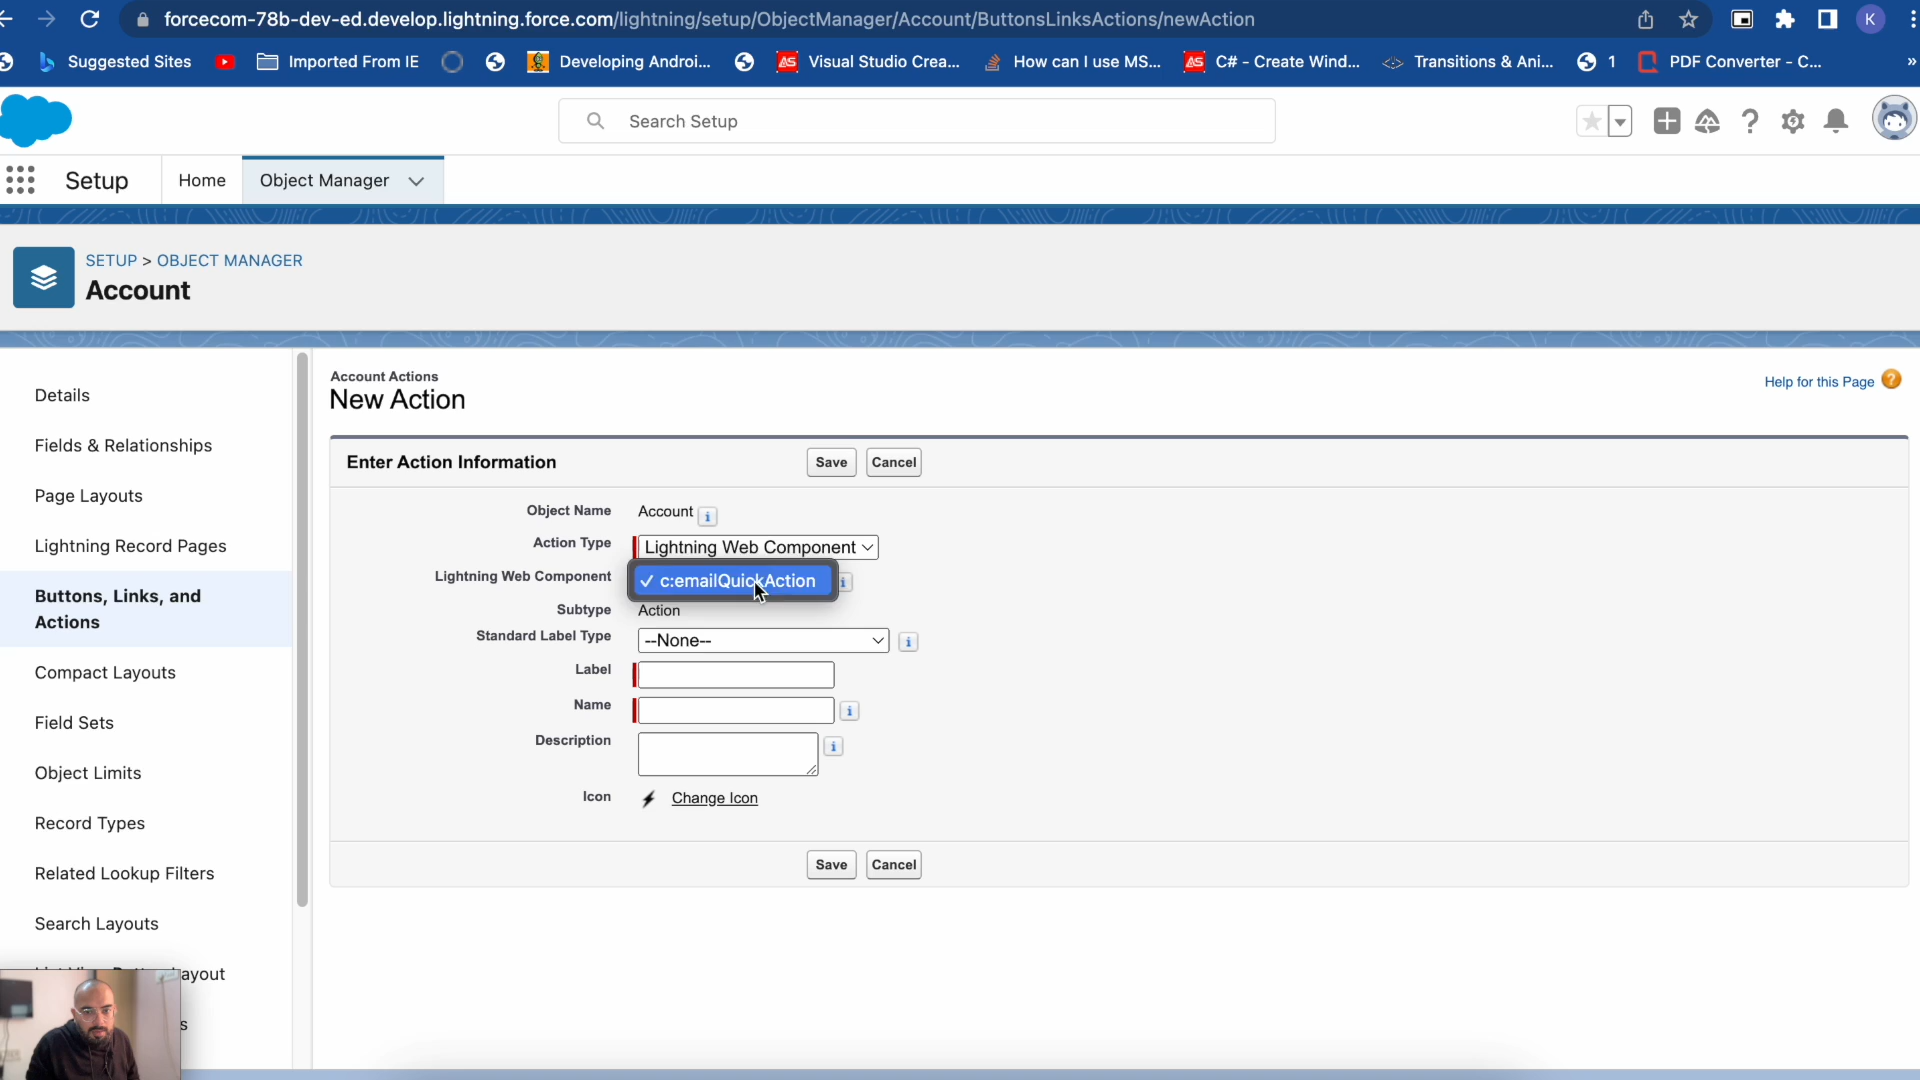 forcecom-78b-dev-ed.develop.lightning.force.com/lightning/setup/ObjectManager/Account/ButtonsLinksActions/newAction
K
Suggested Sites
Imported From IE
Developing Androi...
Visual Studio Crea...
How can I use MS...
C# - Create Wind...
Transitions & Ani...
1
PDF Converter - C...
»
Search Setup
Setup
Home
Object Manager
SETUP > OBJECT MANAGER
Account
Details
Fields & Relationships
Page Layouts
Lightning Record Pages
Buttons, Links, and
Actions
Compact Layouts
Field Sets
Object Limits
Record Types
Related Lookup Filters
Search Layouts
ayout
s
Account Actions
New Action
Help for this Page ?
Enter Action Information
Save
Cancel
Object Name
Account
Action Type
Lightning Web Component
Lightning Web Component
✓ c:emailQuickAction
Subtype
Action
Standard Label Type
--None--
Label
Name
Description
Icon
Change Icon
Save
Cancel